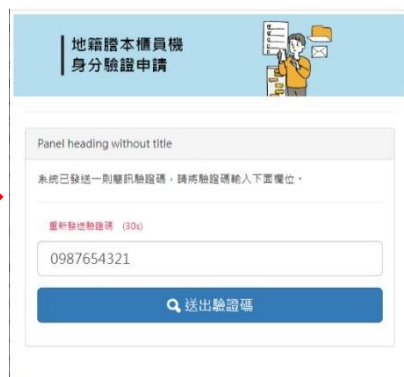 地籍謄本櫃員機
身分驗證申請
Panel heading without title
系統已發送一則簡訊驗證碼，請將驗證碼輸入下面欄位。
重新發送驗證碼 (30s)
0987654321
送出驗證碼